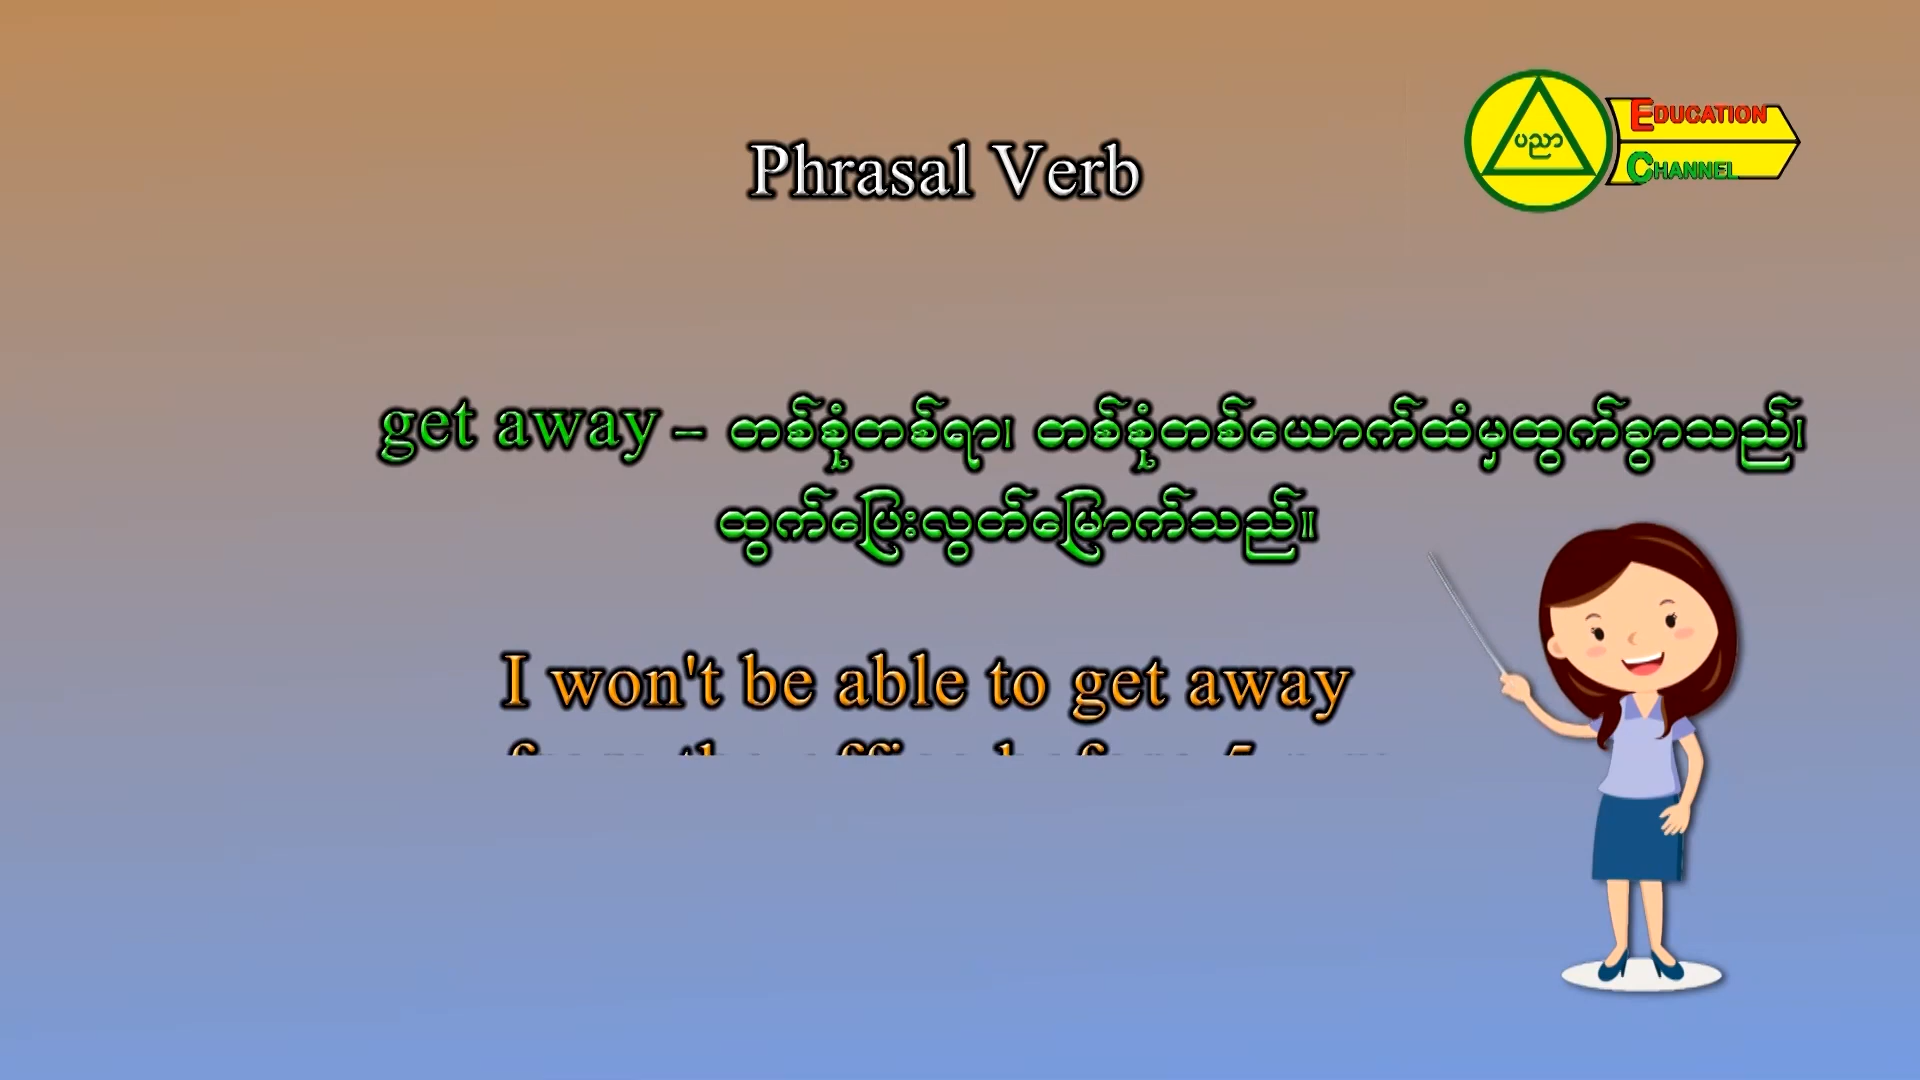 Phrasal Verb
ပညာ
EDUCATION
CHANNEL
get away – တစ်စုံတစ်ရာ၊ တစ်စုံတစ်ယောက်ထံမှထွက်ခွာသည်၊
ထွက်ပြေးလွတ်မြောက်သည်။
I won't be able to get away